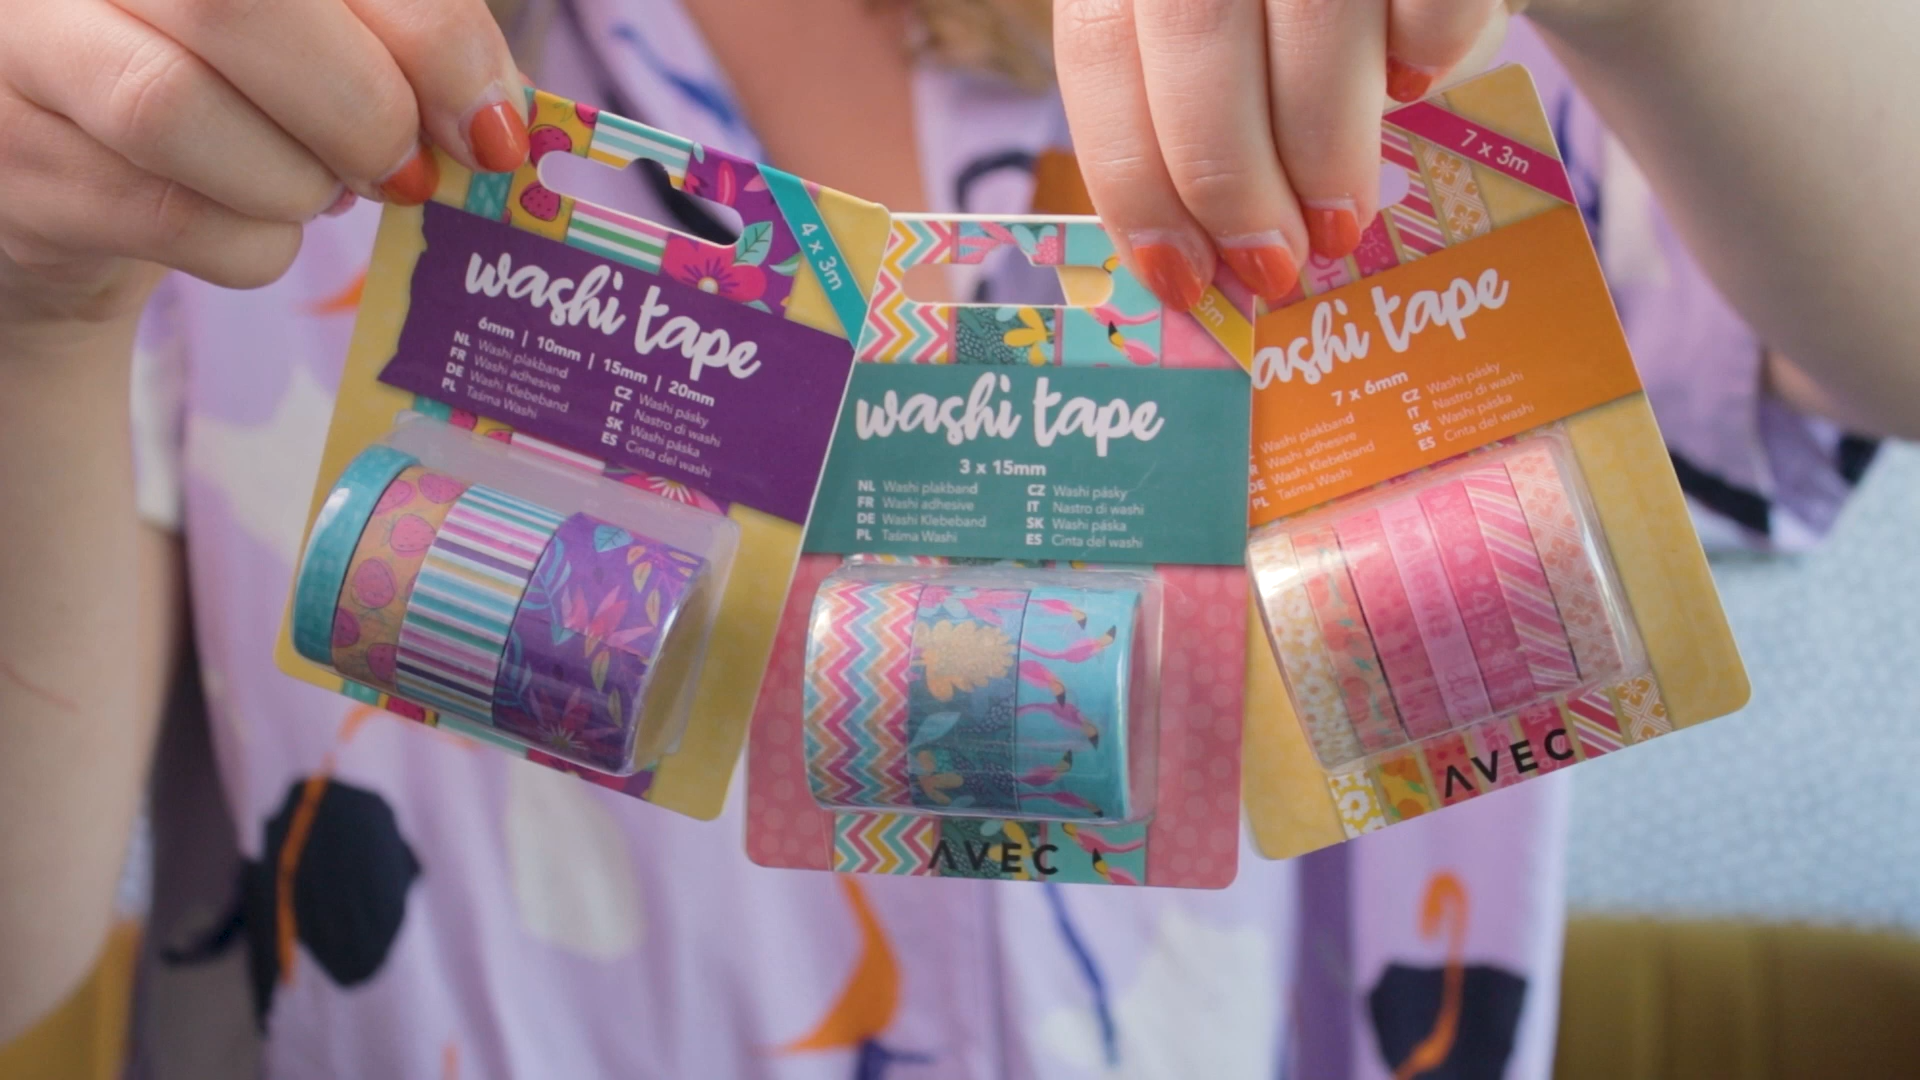 4 x 3m
washi tape
6mm | 10mm | 15mm | 20mm
NL Washi plakband
FR Washi adhesive
DE Washi Klebeband
PL Taśma Washi
CZ Washi pásky
IT Nastro di washi
SK Washi páska
ES Cinta del washi
3m
washi tape
3 x 15mm
NL Washi plakband
FR Washi adhesive
DE Washi Klebeband
PL Taśma Washi
CZ Washi pásky
IT Nastro di washi
SK Washi páska
ES Cinta del washi
AVEC
7 x 3m
ashi tape
7 x 6mm
Washi plakband
R Washi adhesive
DE Washi Klebeband
PL Taśma Washi
CZ Washi pásky
IT Nastro di washi
SK Washi páska
ES Cinta del washi
AVEC